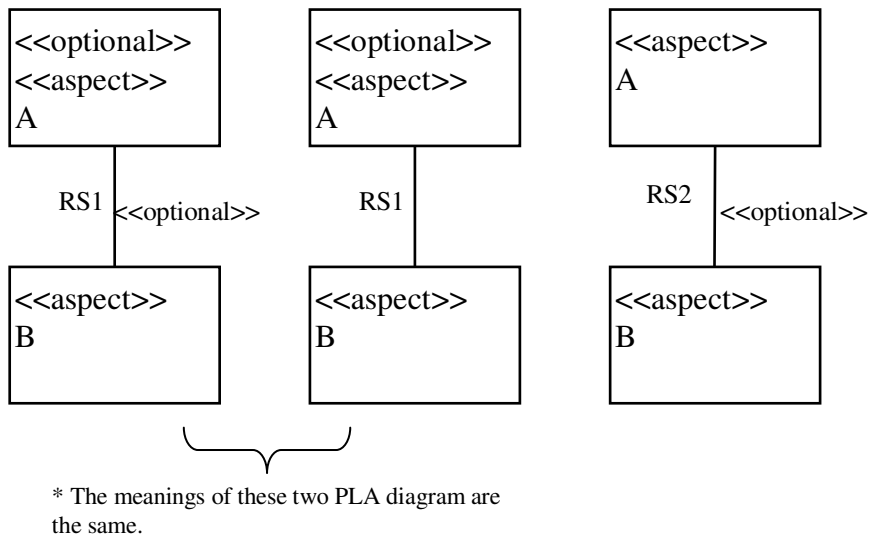 <<optional>>
<<aspect>>
A
RS1
<<optional>>
<<aspect>>
B
<<optional>>
<<aspect>>
A
RS1
<<aspect>>
B
<<aspect>>
A
RS2
<<optional>>
<<aspect>>
B
* The meanings of these two PLA diagram are
the same.